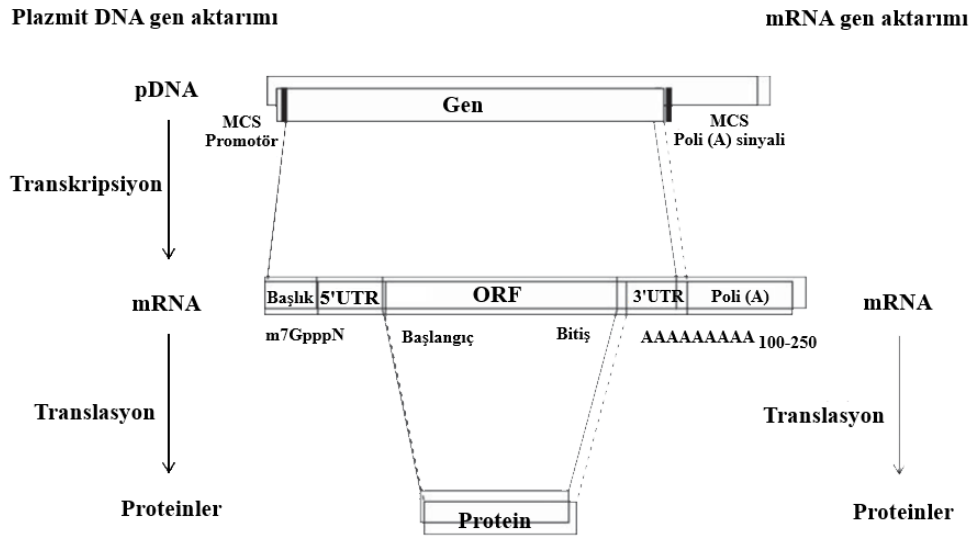 Plazmit DNA gen aktarımı
mRNA gen aktarımı
pDNA
Gen
MCS
Promotör
MCS
Poli (A) sinyali
Transkripsiyon
mRNA
Başlık
5'UTR
ORF
3'UTR
Poli (A)
mRNA
m7GpppN
Başlangıç
Bitiş
AAAAAAAAA 100-250
Translasyon
Translasyon
Proteinler
Protein
Proteinler